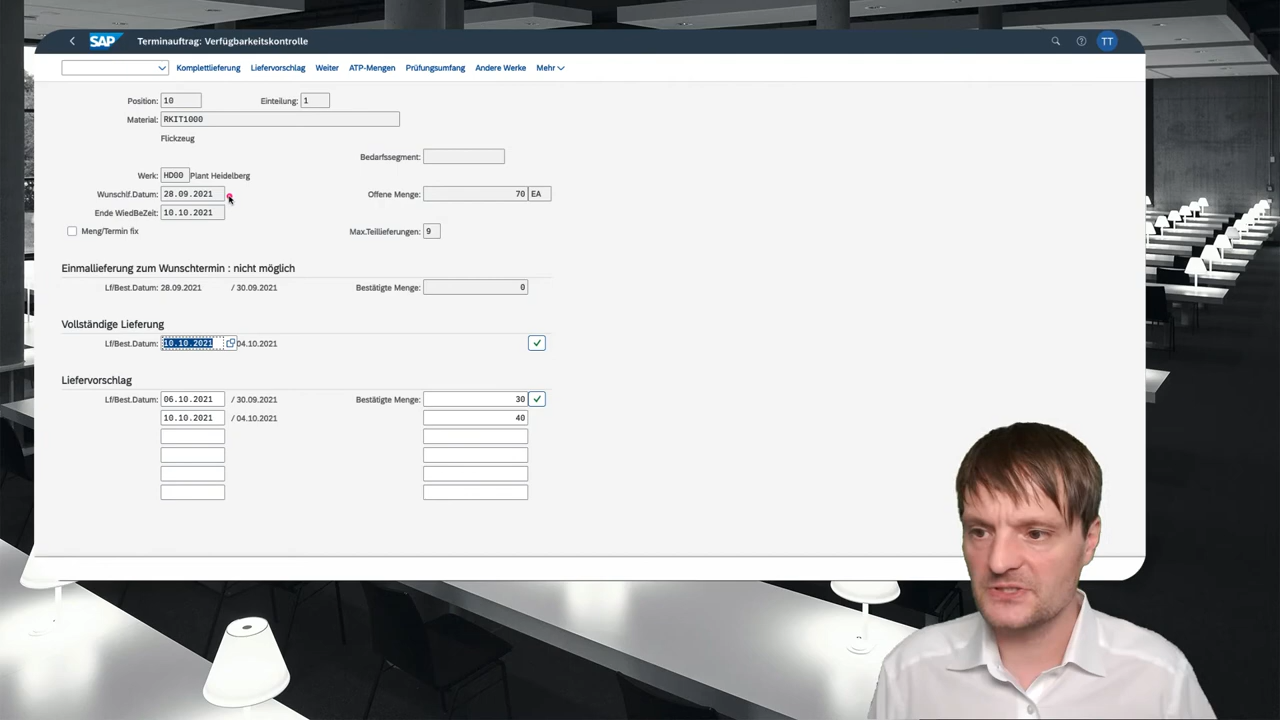 SAP Terminauftrag: Verfügbarkeitskontrolle TT
Komplettlieferung Liefervorschlag Weiter ATP-Mengen Prüfungsumfang Andere Werke Mehr
Position: 10 Einteilung: 1
Material: RKIT1000
Flickzeug
Bedarfssegment:
Werk: HD00 Plant Heidelberg
Wunschlf.Datum: 28.09.2021 Offene Menge: 70 EA
Ende WiedBeZeit: 10.10.2021
Meng/Termin fix Max.Teillieferungen: 9
Einmallieferung zum Wunschtermin : nicht möglich
Lf/Best.Datum: 28.09.2021 / 30.09.2021 Bestätigte Menge: 0
Vollständige Lieferung
Lf/Best.Datum: 10.10.2021 04.10.2021
Liefervorschlag
Lf/Best.Datum: 06.10.2021 / 30.09.2021 Bestätigte Menge: 30
10.10.2021 / 04.10.2021 40